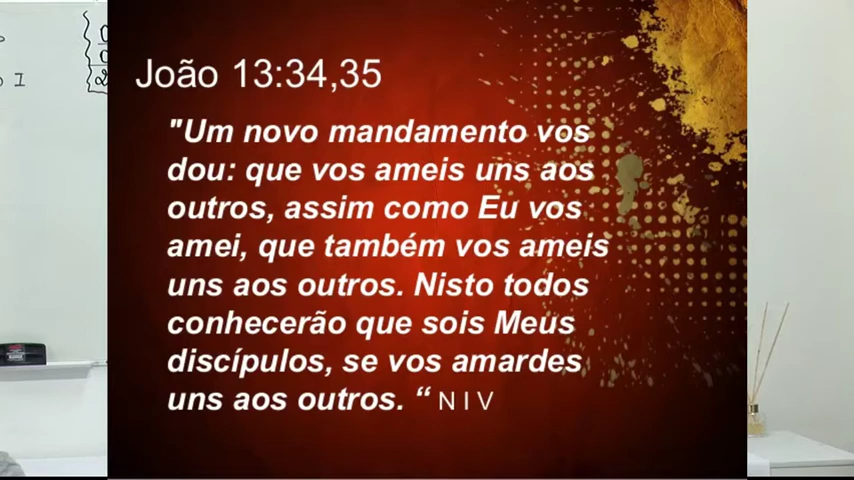 João 13:34,35
"Um novo mandamento vos
dou: que vos ameis uns aos
outros, assim como Eu vos
amei, que também vos ameis
uns aos outros. Nisto todos
conhecerão que sois Meus
discípulos, se vos amardes
uns aos outros. “ N I V